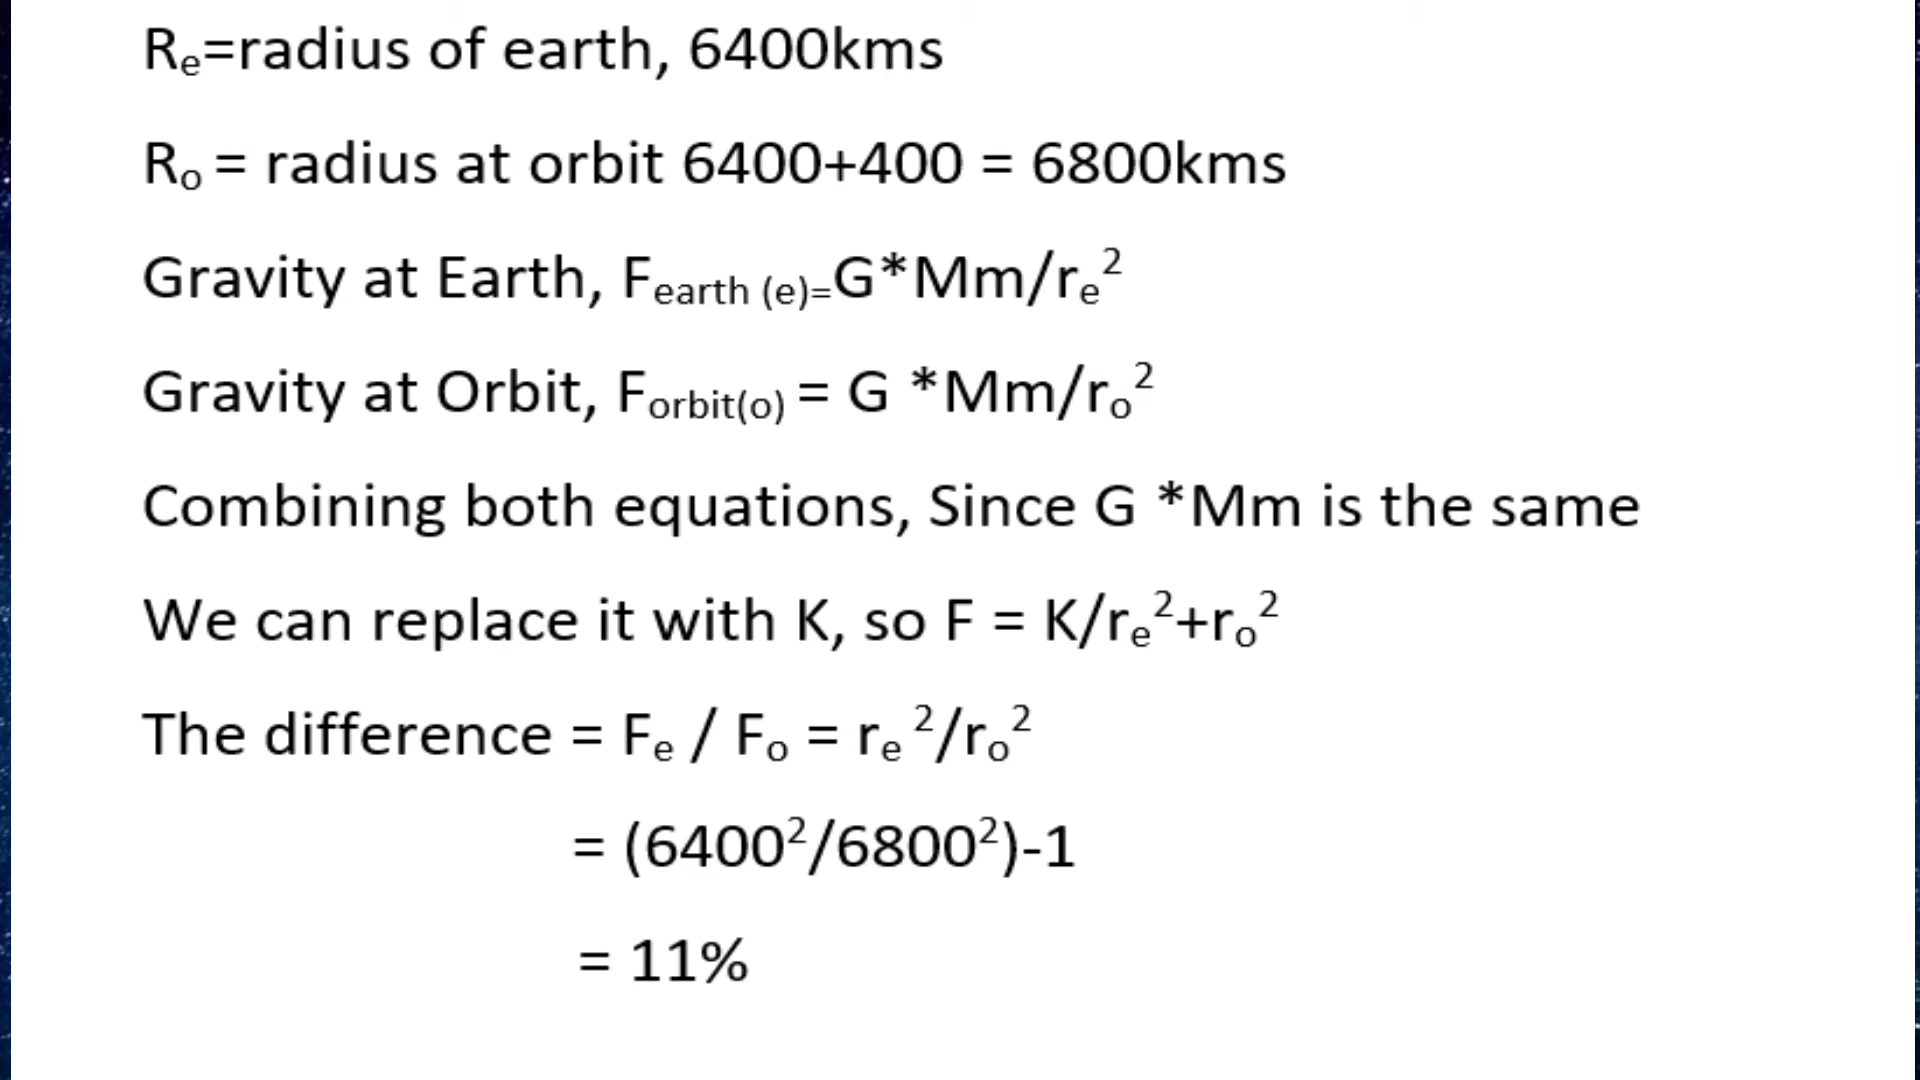 Rₑ=radius of earth, 6400kms
Rₒ = radius at orbit 6400+400 = 6800kms
Gravity at Earth, Fearth (e)=G*Mm/rₑ²
Gravity at Orbit, Forbit(o) = G *Mm/rₒ²
Combining both equations, Since G *Mm is the same
We can replace it with K, so F = K/rₑ²+rₒ²
The difference = Fₑ / Fₒ = rₑ ²/rₒ²
= (6400²/6800²)-1
= 11%